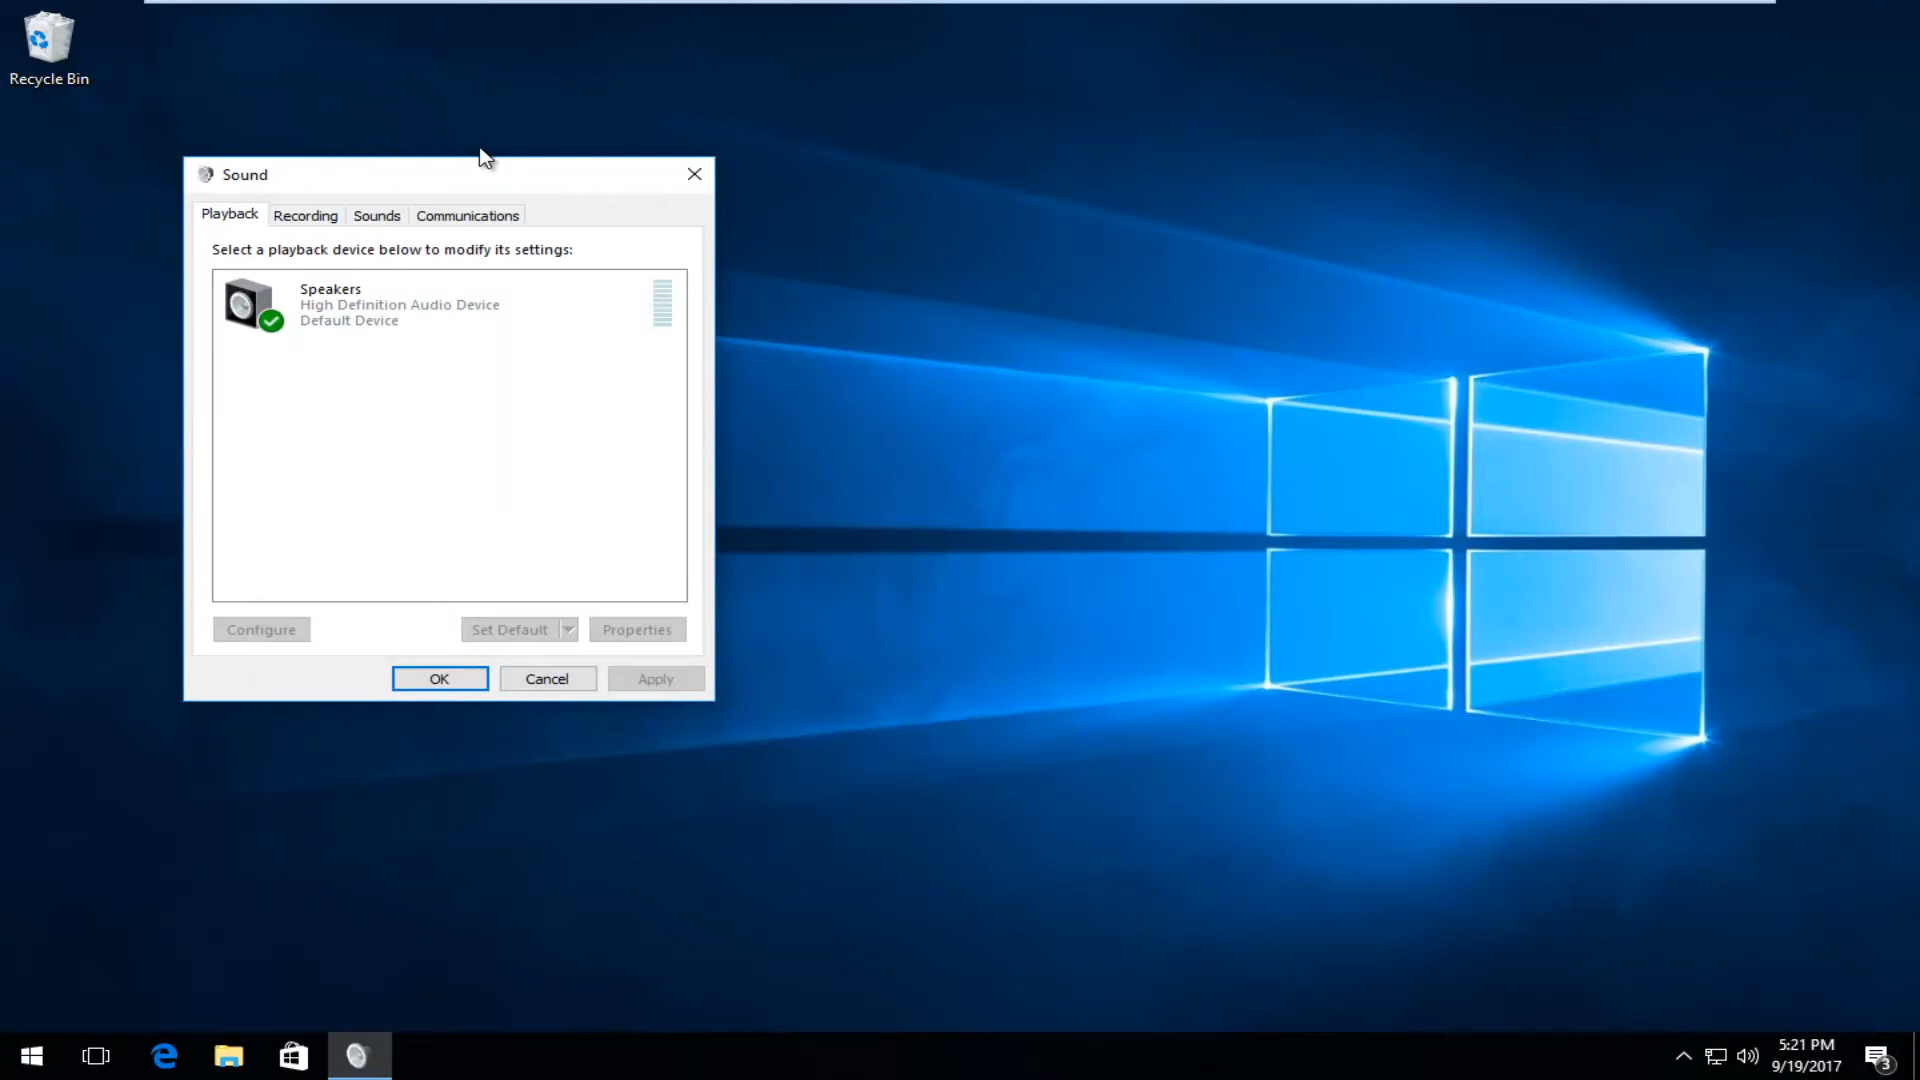 Recycle Bin
Sound
Playback
Recording
Sounds
Communications
Select a playback device below to modify its settings:
Speakers
High Definition Audio Device
Default Device
Configure
Set Default
Properties
OK
Cancel
Apply
5:21 PM
9/19/2017
3